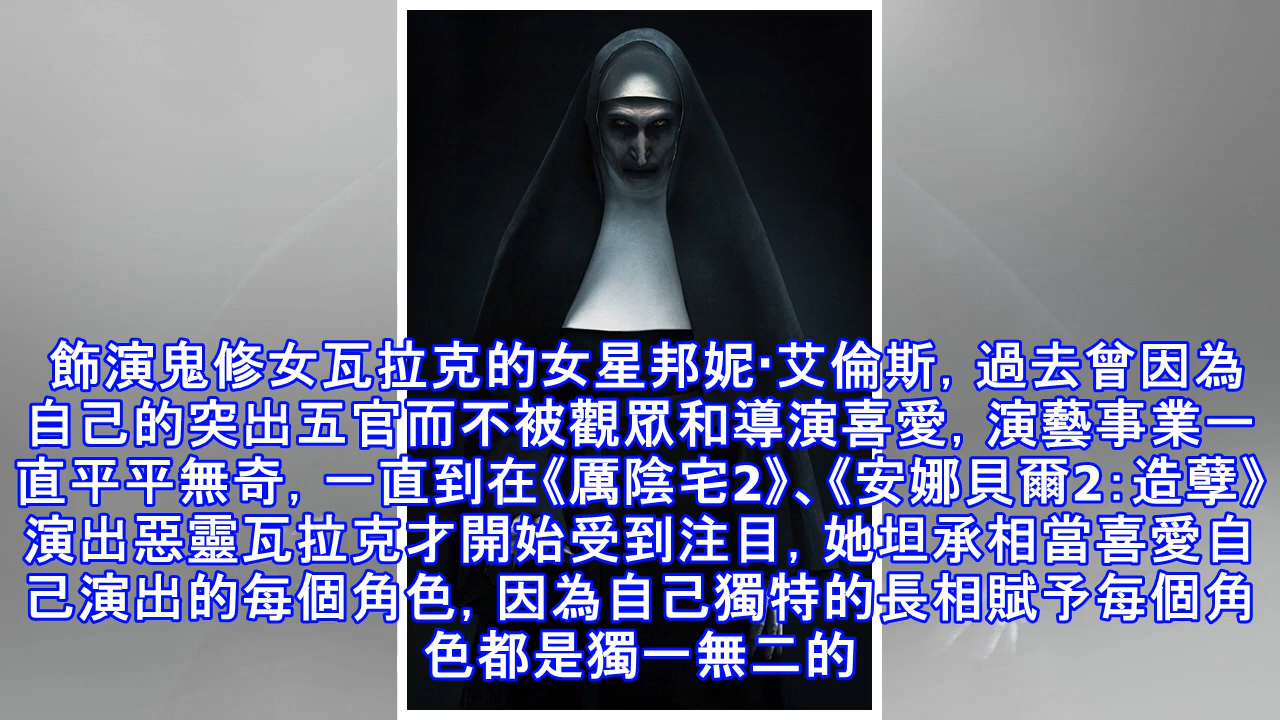 飾演鬼修女瓦拉克的女星邦妮·艾倫斯，過去曾因為
自己的突出五官而不被觀眾和導演喜愛，演藝事業一
直平平無奇，一直到在《厲陰宅2》、《安娜貝爾2：造孽》
演出惡靈瓦拉克才開始受到注目，她坦承相當喜愛自
己演出的每個角色，因為自己獨特的長相賦予每個角
色都是獨一無二的